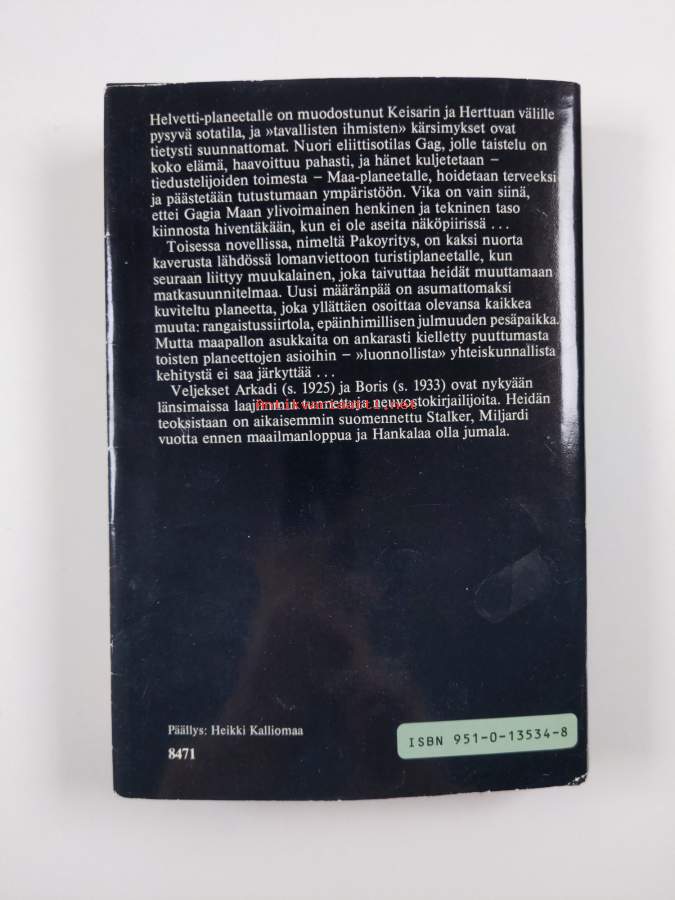 Helvetti-planeetalle on muodostunut Keisarin ja Herttuan välille
pysyvä sotatila, ja »tavallisten ihmisten» kärsimykset ovat
tietysti suunnattomat. Nuori eliittisotilas Gag, jolle taistelu on
koko elämä, haavoittuu pahasti, ja hänet kuljetetaan –
tiedustelijoiden toimesta – Maa-planeetalle, hoidetaan terveeksi
ja päästetään tutustumaan ympäristöön. Vika on vain siinä,
ettei Gagia Maan ylivoimainen henkinen ja tekninen taso
kiinnosta hiventäkään, kun ei ole aseita näköpiirissä . . .
Toisessa novellissa, nimeltä Pakoyritys, on kaksi nuorta
kaverusta lähdössä lomanviettoon turistiplaneetalle, kun
seuraan liittyy muukalainen, joka taivuttaa heidät muuttamaan
matkasuunnitelmaa. Uusi määränpää on asumattomaksi
kuviteltu planeetta, joka yllättäen osoittaa olevansa kaikkea
muuta: rangaistussiirtola, epäinhimillisen julmuuden pesäpaikka.
Mutta maapallon asukkaita on ankarasti kielletty puuttumasta
toisten planeettojen asioihin – »luonnollista» yhteiskunnallista
kehitystä ei saa järkyttää . . .
Veljekset Arkadi (s. 1925) ja Boris (s. 1933) ovat nykyään
länsimaissa laajimmin tunnettuja neuvostokirjailijoita. Heidän
teoksistaan on aikaisemmin suomennettu Stalker, Miljardi
vuotta ennen maailmanloppua ja Hankalaa olla jumala.
Antikvariaatti.net
Päällys: Heikki Kalliomaa
8471
ISBN 951-0-13534-8